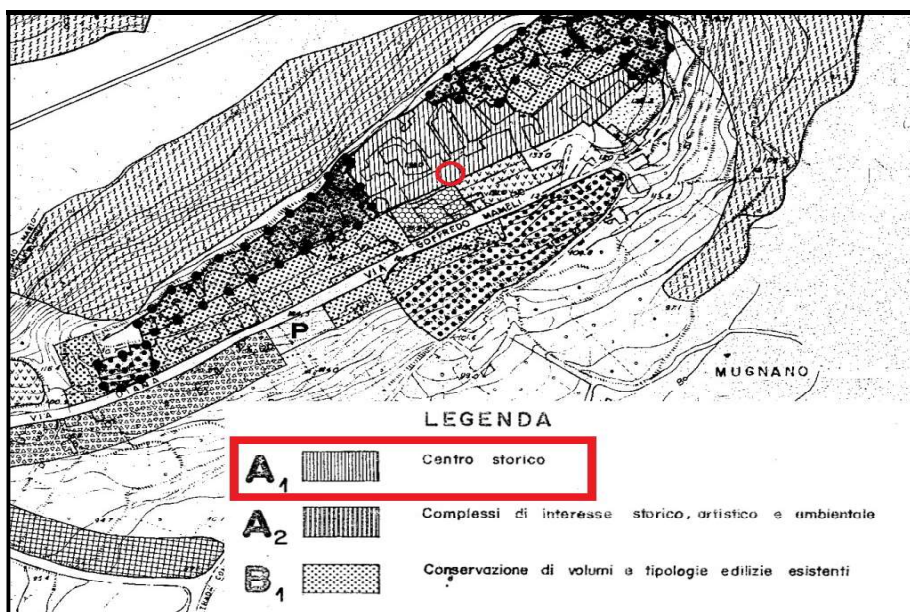 VIA GOFFREDO MAMELI
P
VIA
MUGNANO
LEGENDA
A1 Centro storico
A2 Complessi di interesse storico, artistico e ambientale
B1 Conservazione di volumi e tipologie edilizie esistenti